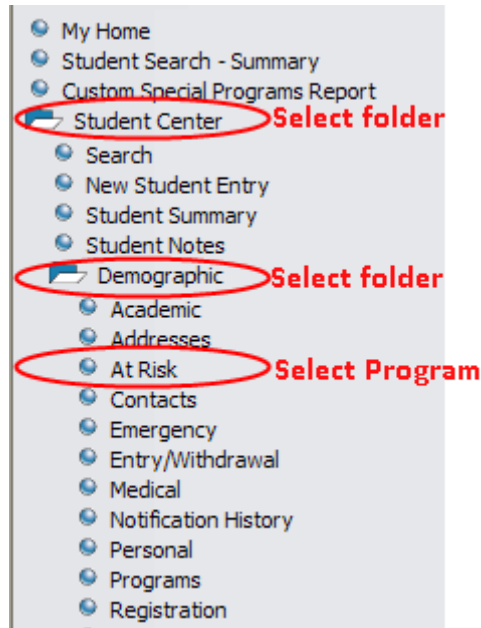 My Home
Student Search - Summary
Custom Special Programs Report
Student Center Select folder
Search
New Student Entry
Student Summary
Student Notes
Demographic Select folder
Academic
Addresses
At Risk Select Program
Contacts
Emergency
Entry/Withdrawal
Medical
Notification History
Personal
Programs
Registration